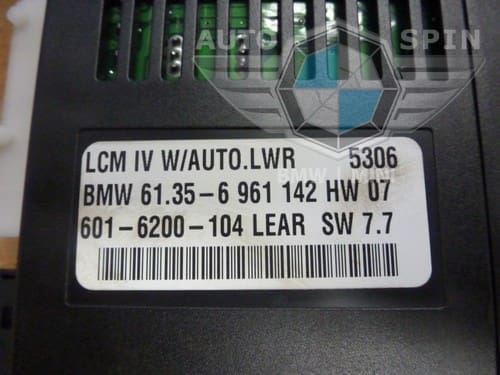 AUTO SPIN
BMW | MINI
LCM IV W/AUTO.LWR 5306
BMW 61.35-6 961 142 HW 07
601-6200-104 LEAR SW 7.7